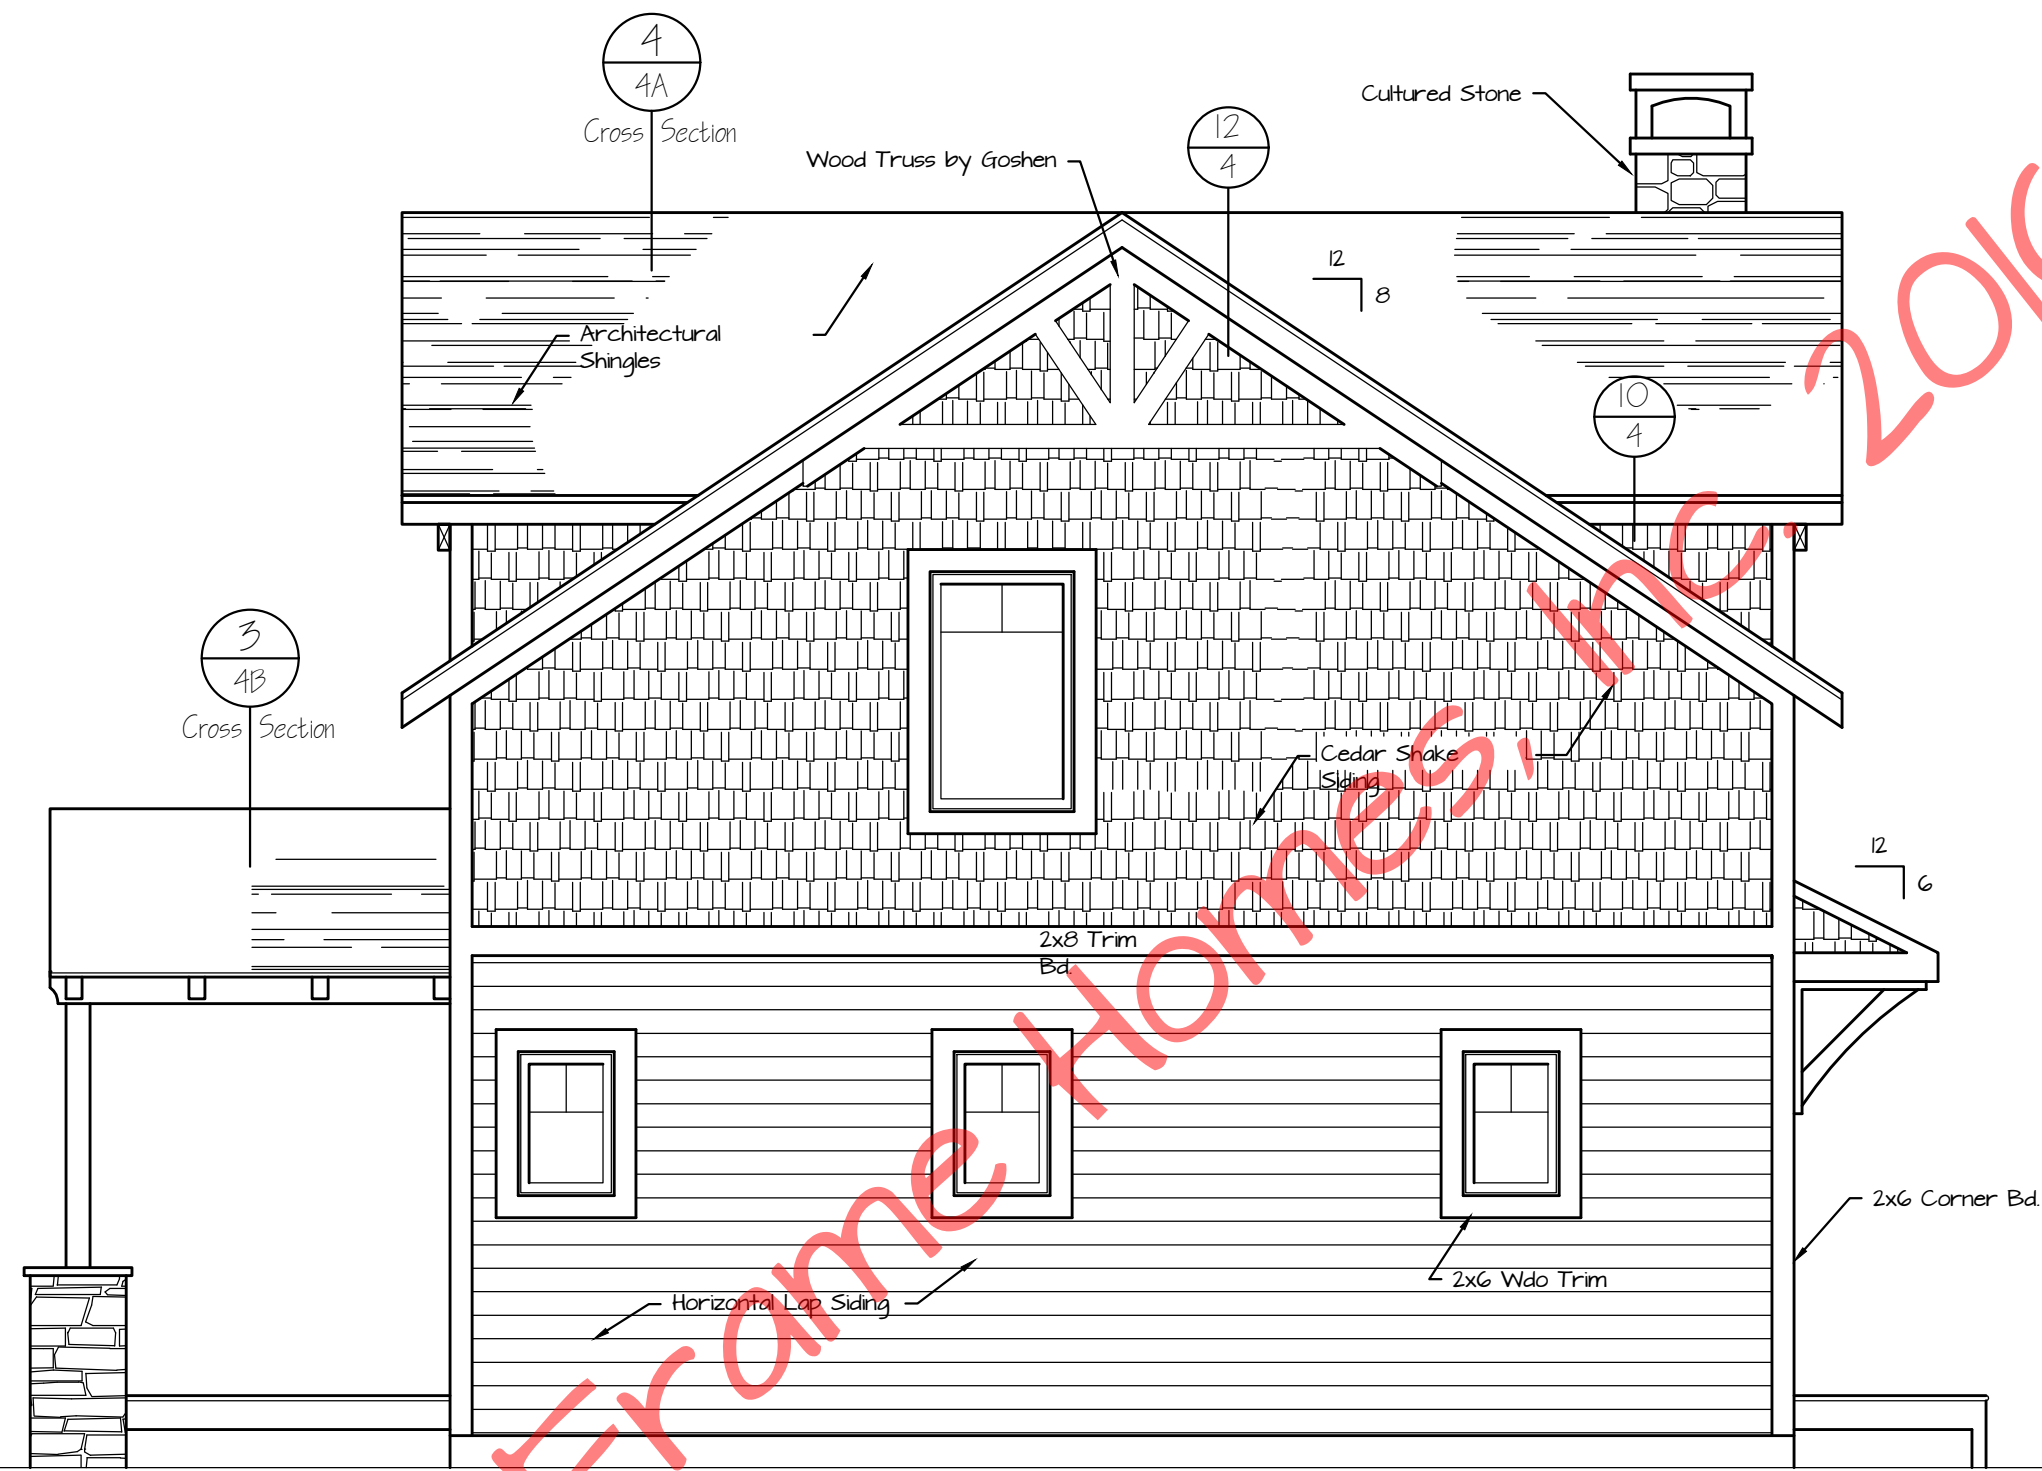 4
4A
Cross Section
Cultured Stone
12
4
Wood Truss by Goshen
12
8
Architectural
Shingles
10
4
3
4B
Cross Section
Cedar Shake
Siding
12
6
2x8 Trim
Bd.
2x6 Corner Bd.
2x6 Wdo Trim
Horizontal Lap Siding
Frame Homes, Inc. 2016